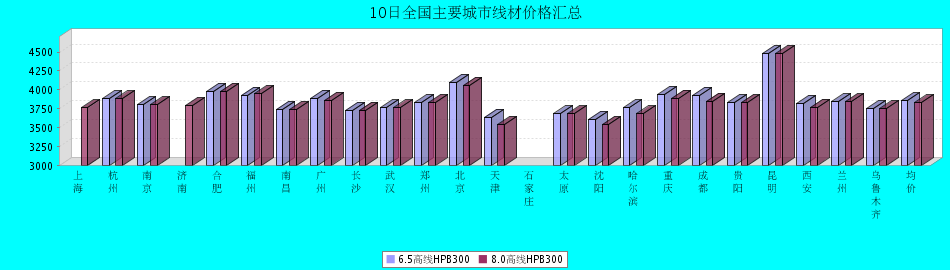 10日全国主要城市线材价格汇总
4500
4250
4000
3750
3500
3250
3000
上海 杭州 南京 济南 合肥 福州 南昌 广州 长沙 武汉 郑州 北京 天津 石家庄 太原 沈阳 哈尔滨 重庆 成都 贵阳 昆明 西安 兰州 乌鲁木齐 均价
6.5高线HPB300 8.0高线HPB300